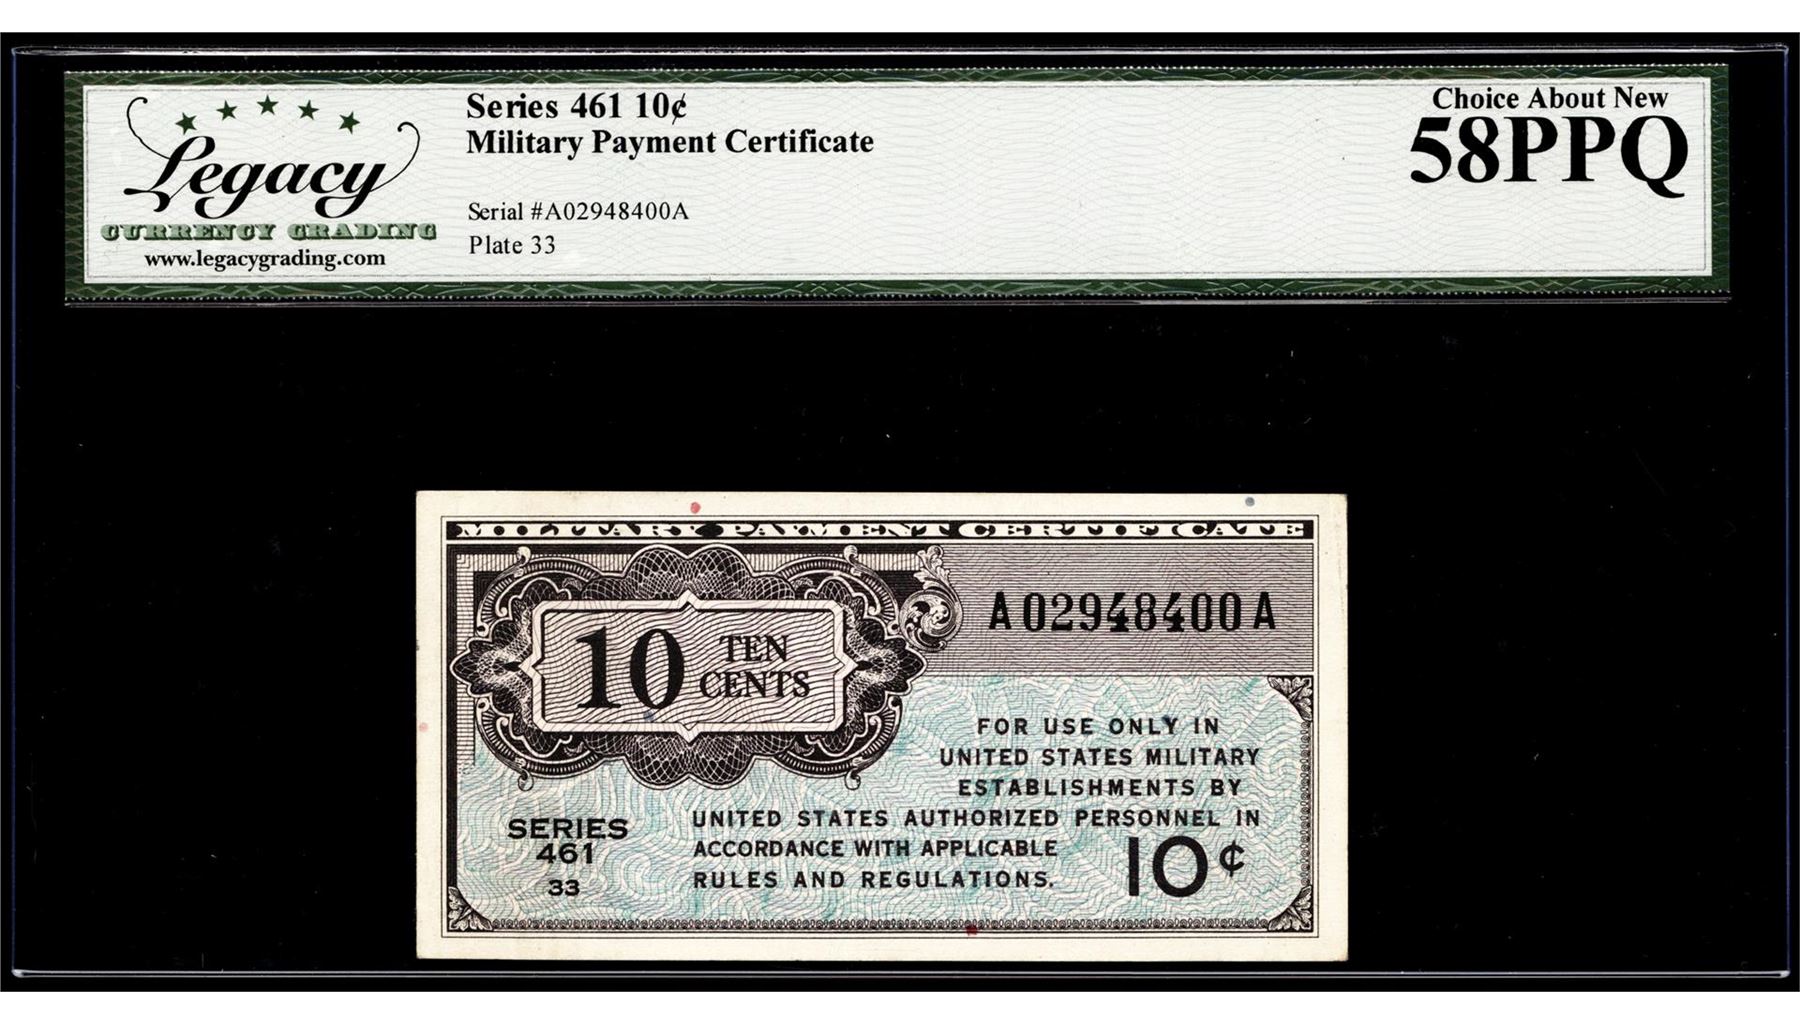 Legacy
CURRENCY GRADING
www.legacygrading.com
Series 461 10¢
Military Payment Certificate
Serial #A02948400A
Plate 33
Choice About New
58PPQ
MILITARY PAYMENT CERTIFICATE
A02948400A
10 TEN
CENTS
FOR USE ONLY IN
UNITED STATES MILITARY
ESTABLISHMENTS BY
UNITED STATES AUTHORIZED PERSONNEL IN
ACCORDANCE WITH APPLICABLE
RULES AND REGULATIONS.
SERIES
461
33
10¢